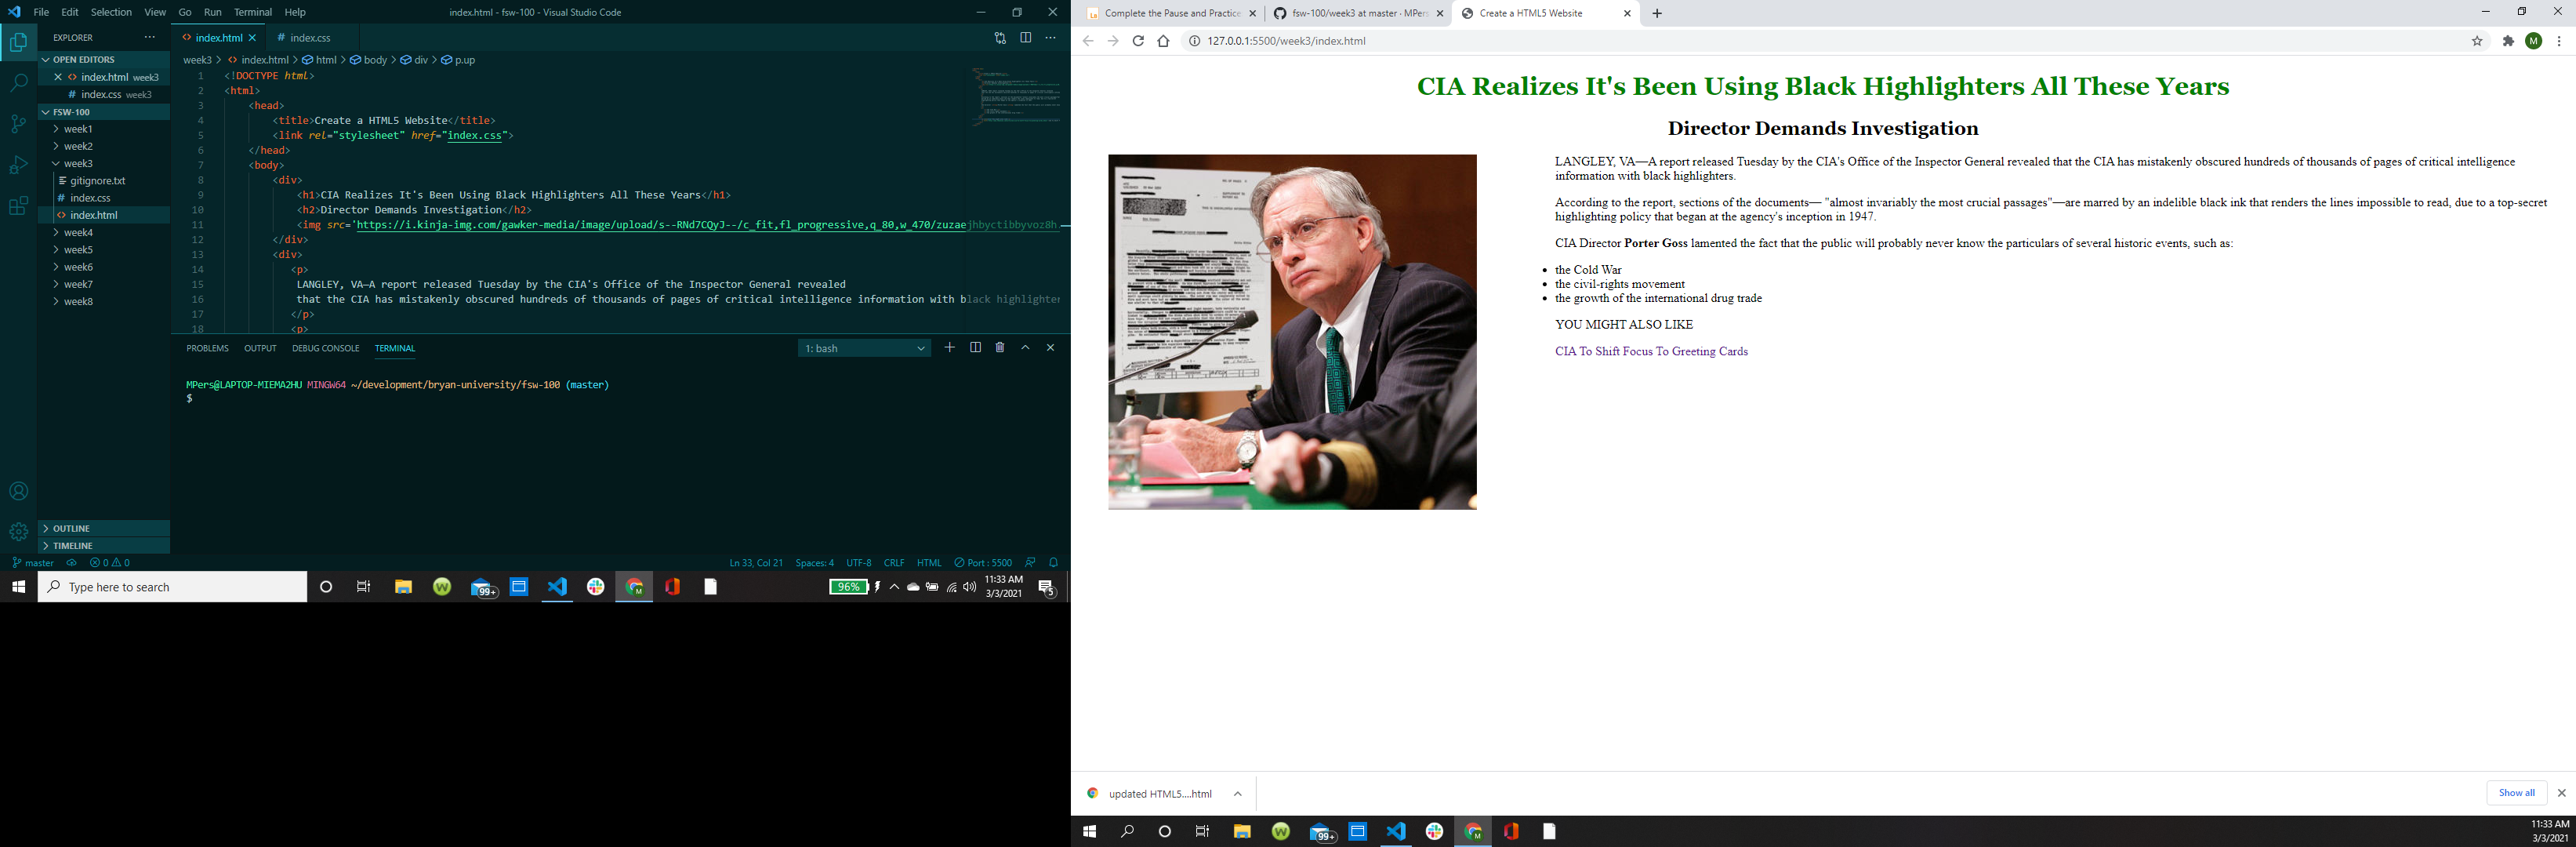 File Edit Selection View Go Run Terminal Help
index.html - fsw-100 - Visual Studio Code
EXPLORER
OPEN EDITORS
index.html week3
index.css week3
FSW-100
week1
week2
week3
gitignore.txt
index.css
index.html
week4
week5
week6
week7
week8
OUTLINE
TIMELINE
index.html
index.css
week3 > index.html > html > body > div > p.up
1 <!DOCTYPE html>
2 <html>
3 <head>
4 <title>Create a HTML5 Website</title>
5 <link rel="stylesheet" href="index.css">
6 </head>
7 <body>
8 <div>
9 <h1>CIA Realizes It's Been Using Black Highlighters All These Years</h1>
10 <h2>Director Demands Investigation</h2>
11 <img src='https://i.kinja-img.com/gawker-media/image/upload/s--RNd7CQyJ--/c_fit,fl_progressive,q_80,w_470/zuzaejhbyctibbyvoz8h.
12 </div>
13 <div>
14 <p>
15 LANGLEY, VA—A report released Tuesday by the CIA's Office of the Inspector General revealed
16 that the CIA has mistakenly obscured hundreds of thousands of pages of critical intelligence information with black highlighter
17 </p>
18 <p>
PROBLEMS OUTPUT DEBUG CONSOLE TERMINAL
1: bash
MPers@LAPTOP-MIEMA2HU MINGW64 ~/development/bryan-university/fsw-100 (master)
$
master 0 0
Ln 33, Col 21 Spaces: 4 UTF-8 CRLF HTML Port : 5500
Type here to search
99+
96%
11:33 AM
3/3/2021
5
Complete the Pause and Practice
fsw-100/week3 at master · MPers
Create a HTML5 Website
127.0.0.1:5500/week3/index.html
M
CIA Realizes It's Been Using Black Highlighters All These Years
Director Demands Investigation
LANGLEY, VA—A report released Tuesday by the CIA's Office of the Inspector General revealed that the CIA has mistakenly obscured hundreds of thousands of pages of critical intelligence
information with black highlighters.
According to the report, sections of the documents— "almost invariably the most crucial passages"—are marred by an indelible black ink that renders the lines impossible to read, due to a top-secret
highlighting policy that began at the agency's inception in 1947.
CIA Director Porter Goss lamented the fact that the public will probably never know the particulars of several historic events, such as:
the Cold War
the civil-rights movement
the growth of the international drug trade
YOU MIGHT ALSO LIKE
CIA To Shift Focus To Greeting Cards
updated HTML5....html
Show all
99+
11:33 AM
3/3/2021